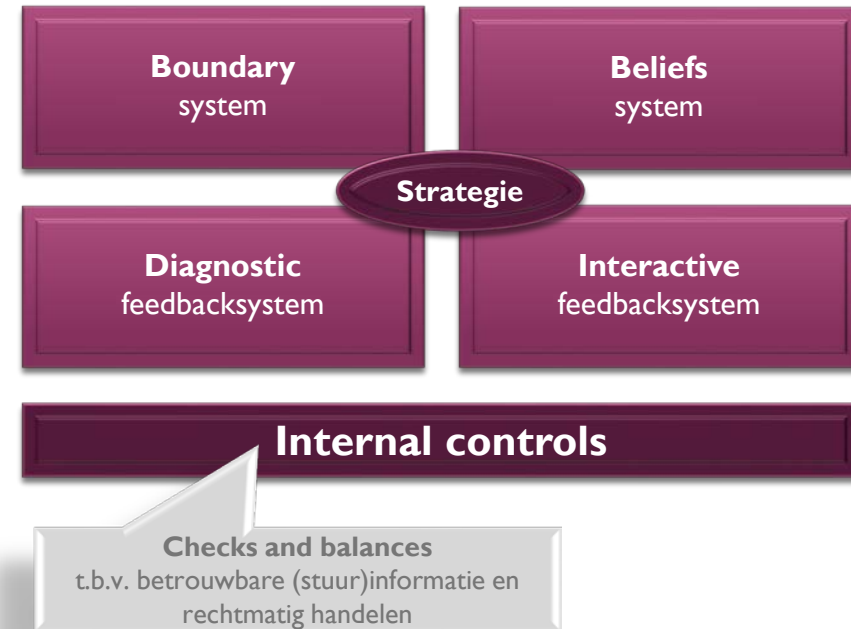 Boundary
system
Beliefs
system
Strategie
Diagnostic
feedbacksystem
Interactive
feedbacksystem
Internal controls
Checks and balances
t.b.v. betrouwbare (stuur)informatie en
rechtmatig handelen